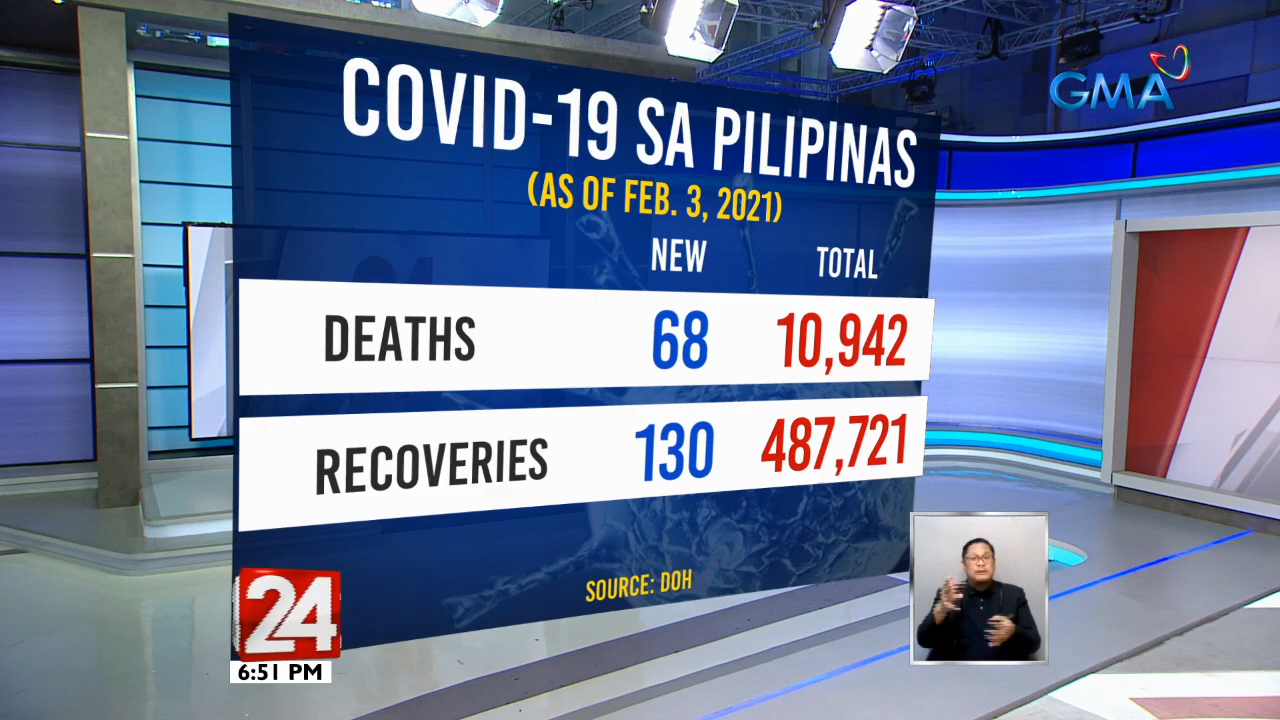 GMA
COVID-19 SA PILIPINAS
(AS OF FEB. 3, 2021)
NEW TOTAL
DEATHS 68 10,942
RECOVERIES 130 487,721
SOURCE: DOH
24
6:51 PM